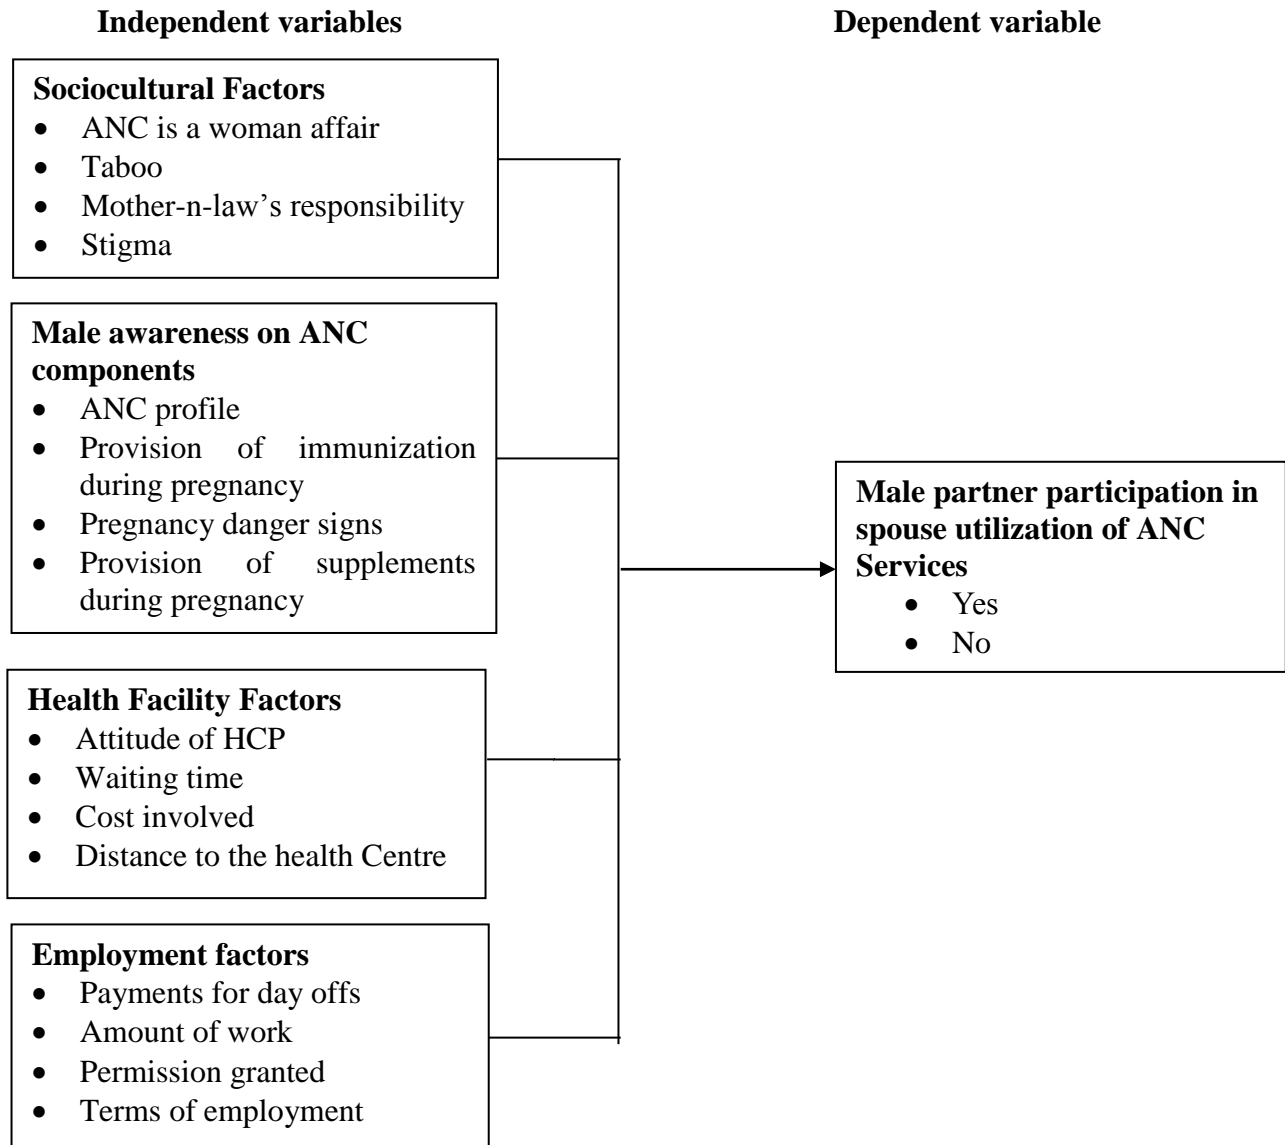 Independent variables
Dependent variable
Sociocultural Factors
• ANC is a woman affair
• Taboo
• Mother-n-law’s responsibility
• Stigma
Male awareness on ANC
components
• ANC profile
• Provision of immunization
during pregnancy
• Pregnancy danger signs
• Provision of supplements
during pregnancy
Health Facility Factors
• Attitude of HCP
• Waiting time
• Cost involved
• Distance to the health Centre
Employment factors
• Payments for day offs
• Amount of work
• Permission granted
• Terms of employment
Male partner participation in
spouse utilization of ANC
Services
• Yes
• No